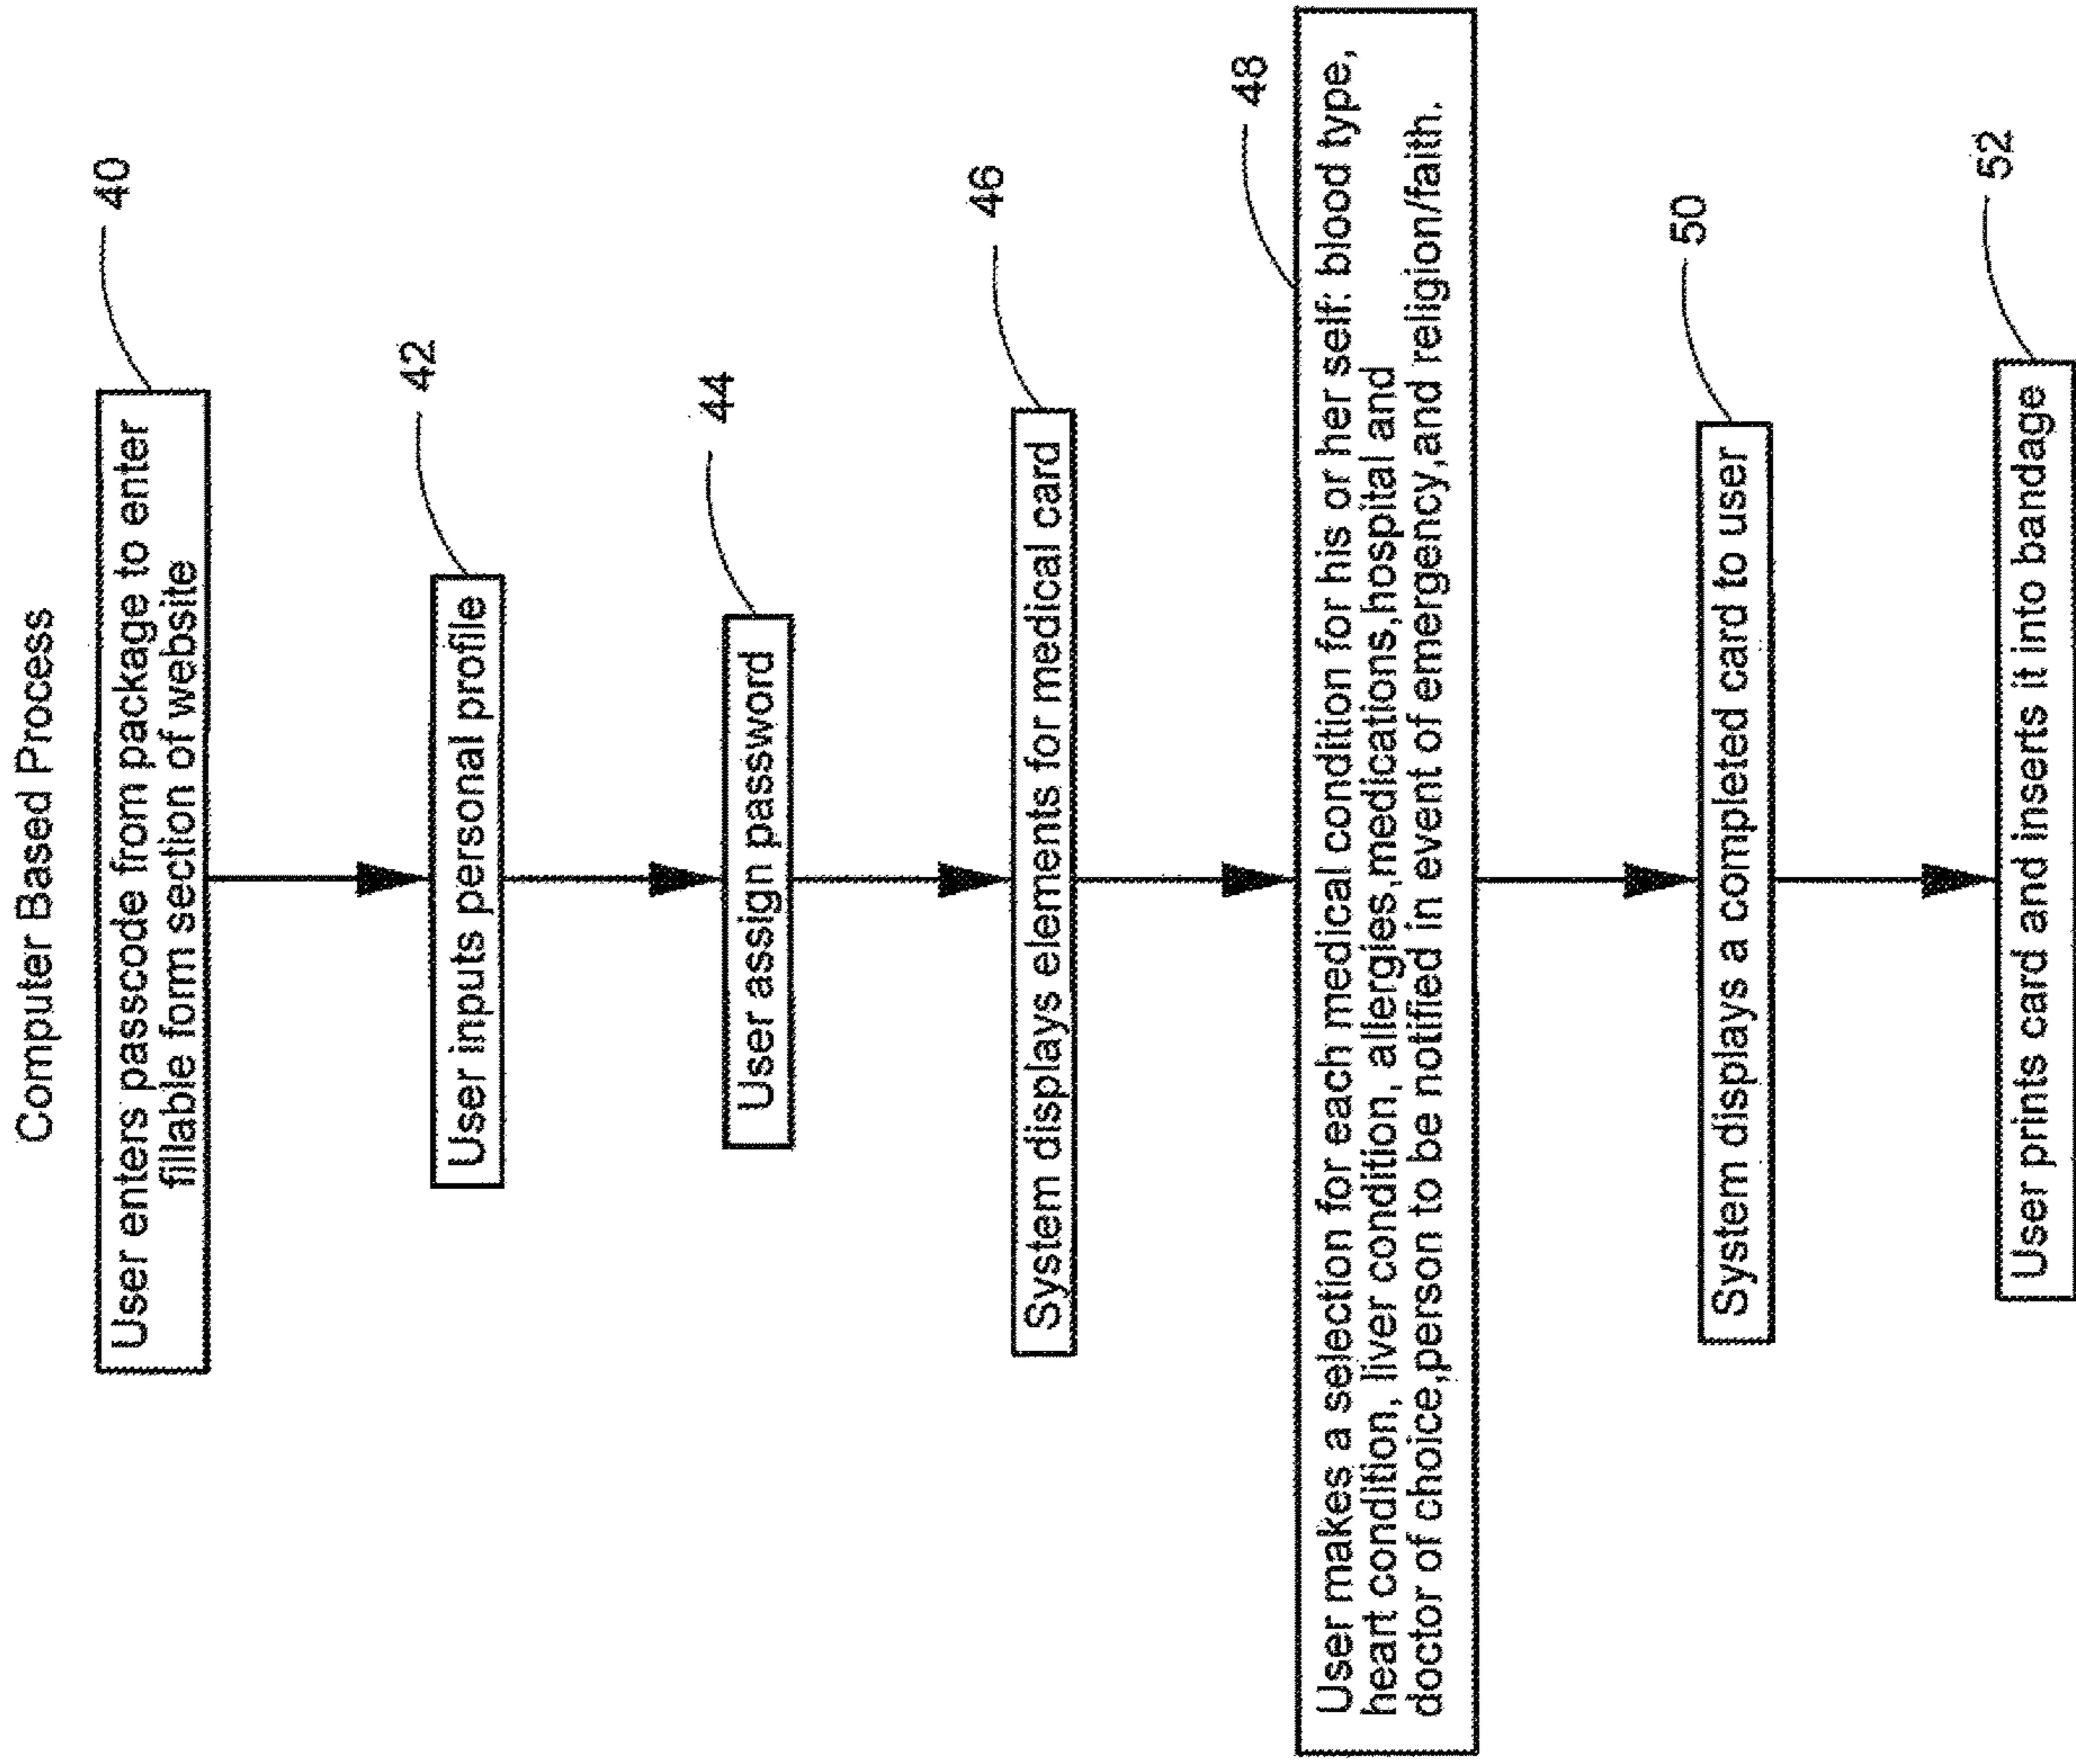 Computer Based Process
40
User enters passcode from package to enter
fillable form section of website
42
User inputs personal profile
44
User assign password
46
System displays elements for medical card
48
User makes a selection for each medical condition for his or her self: blood type,
heart condition, liver condition, allergies,medications,hospital and
doctor of choice,person to be notified in event of emergency,and religion/faith.
50
System displays a completed card to user
52
User prints card and inserts it into bandage